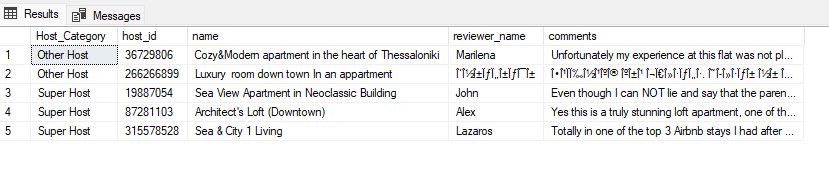 Results Messages
Host_Category host_id name reviewer_name comments
1 Other Host 36729806 Cozy&Modern apartment in the heart of Thessaloniki Marilena Unfortunately my experience at this flat was not pl...
2 Other Host 266266899 Luxury room down town In an appartment
3 Super Host 19887054 Sea View Apartment in Neoclassic Building John Even though I can NOT lie and say that the paren...
4 Super Host 87281103 Architect's Loft (Downtown) Alex Yes this is a truly stunning loft apartment, one of th...
5 Super Host 315578528 Sea & City 1 Living Lazaros Totally in one of the top 3 Airbnb stays I had after ...